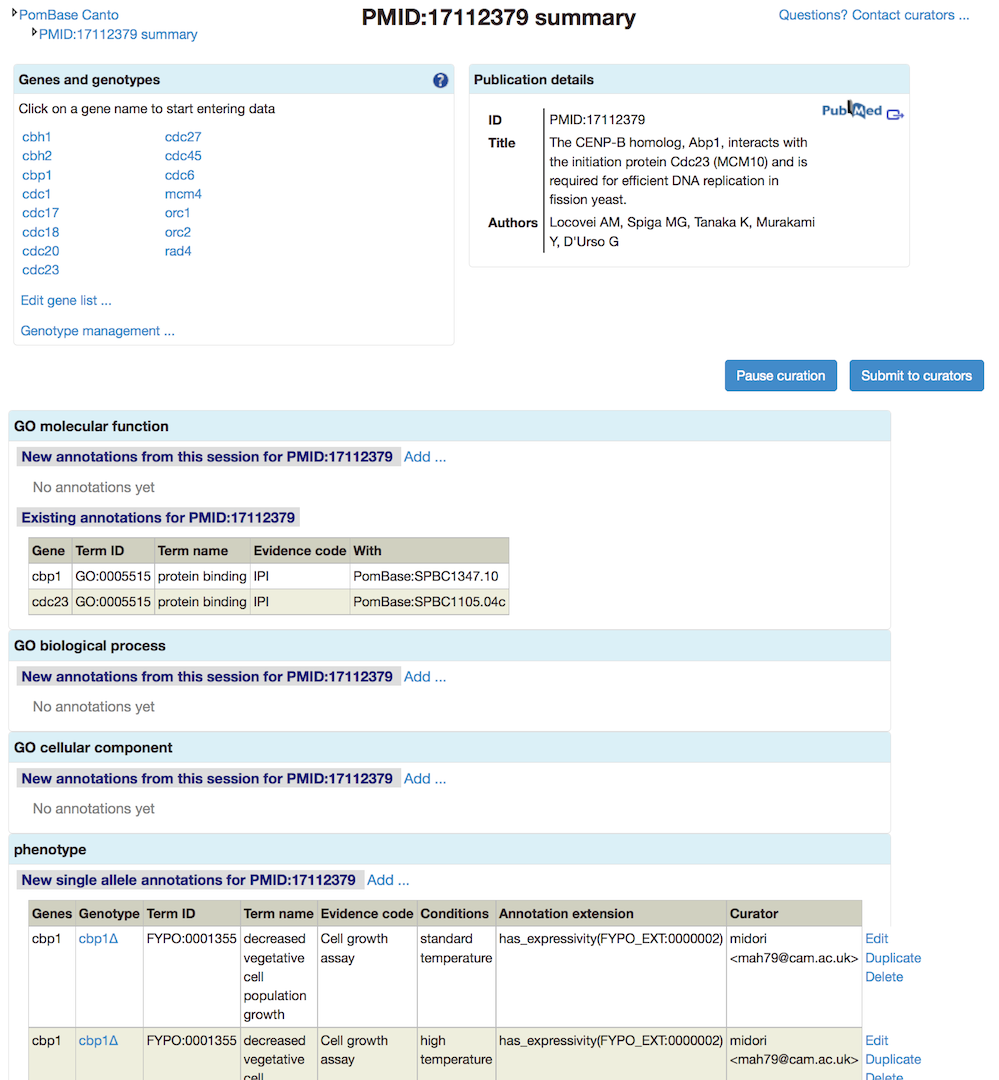 PomBase Canto
PMID:17112379 summary
PMID:17112379 summary
Questions? Contact curators ...
Genes and genotypes
?
Click on a gene name to start entering data
cbh1
cbh2
cbp1
cdc1
cdc17
cdc18
cdc20
cdc23
cdc27
cdc45
cdc6
mcm4
orc1
orc2
rad4
Edit gene list ...
Genotype management ...
Publication details
PubMed
ID PMID:17112379
Title The CENP-B homolog, Abp1, interacts with
the initiation protein Cdc23 (MCM10) and is
required for efficient DNA replication in
fission yeast.
Authors Locovei AM, Spiga MG, Tanaka K, Murakami
Y, D'Urso G
Pause curation
Submit to curators
GO molecular function
New annotations from this session for PMID:17112379 Add ...
No annotations yet
Existing annotations for PMID:17112379
Gene Term ID Term name Evidence code With
cbp1 GO:0005515 protein binding IPI PomBase:SPBC1347.10
cdc23 GO:0005515 protein binding IPI PomBase:SPBC1105.04c
GO biological process
New annotations from this session for PMID:17112379 Add ...
No annotations yet
GO cellular component
New annotations from this session for PMID:17112379 Add ...
No annotations yet
phenotype
New single allele annotations for PMID:17112379 Add ...
Genes Genotype Term ID Term name Evidence code Conditions Annotation extension Curator
cbp1 cbp1Δ FYPO:0001355 decreased Cell growth standard has_expressivity(FYPO_EXT:0000002) midori Edit
vegetative assay temperature <mah79@cam.ac.uk> Duplicate
cell Delete
population
growth
cbp1 cbp1Δ FYPO:0001355 decreased Cell growth high has_expressivity(FYPO_EXT:0000002) midori Edit
vegetative assay temperature <mah79@cam.ac.uk> Duplicate
cell Delete